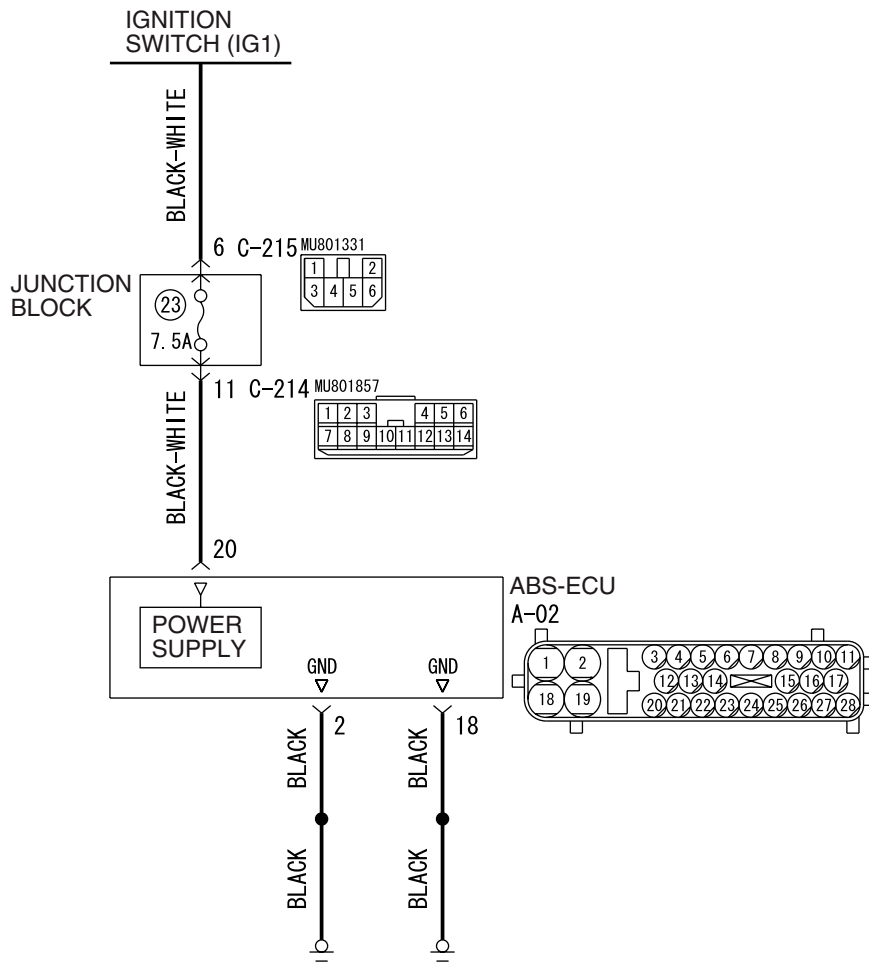 IGNITION
SWITCH (IG1)
BLACK-WHITE
6 C-215 MU801331
1 2
3 4 5 6
JUNCTION
BLOCK
23
7.5A
11 C-214 MU801857
1 2 3 4 5 6
7 8 9 10 11 12 13 14
BLACK-WHITE
20
ABS-ECU
A-02
POWER
SUPPLY
GND GND
1 2 3 4 5 6 7 8 9 10 11
12 13 14 15 16 17
18 19 20 21 22 23 24 25 26 27 28
2 18
BLACK BLACK
BLACK BLACK